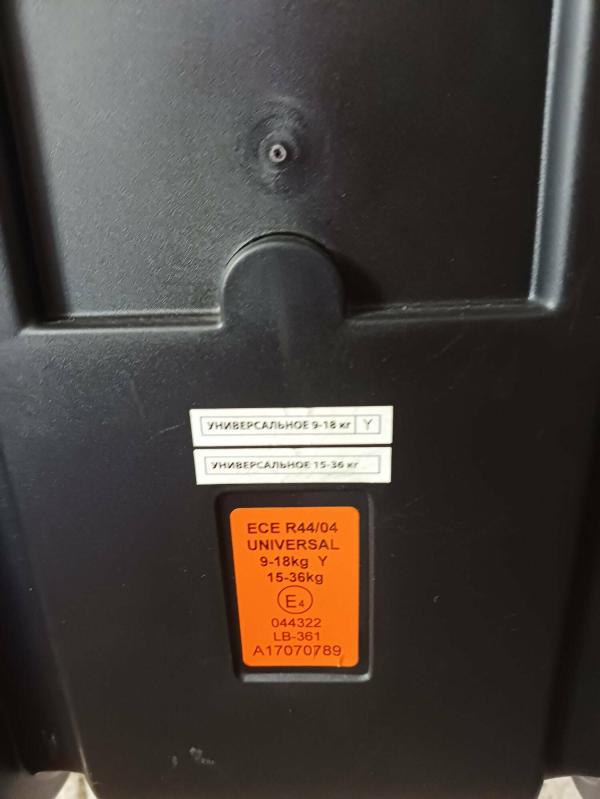 УНИВЕРСАЛЬНОЕ 9-18 кг Y
УНИВЕРСАЛЬНОЕ 15-36 кг
ECE R44/04
UNIVERSAL
9-18kg Y
15-36kg
E4
044322
LB-361
A17070789